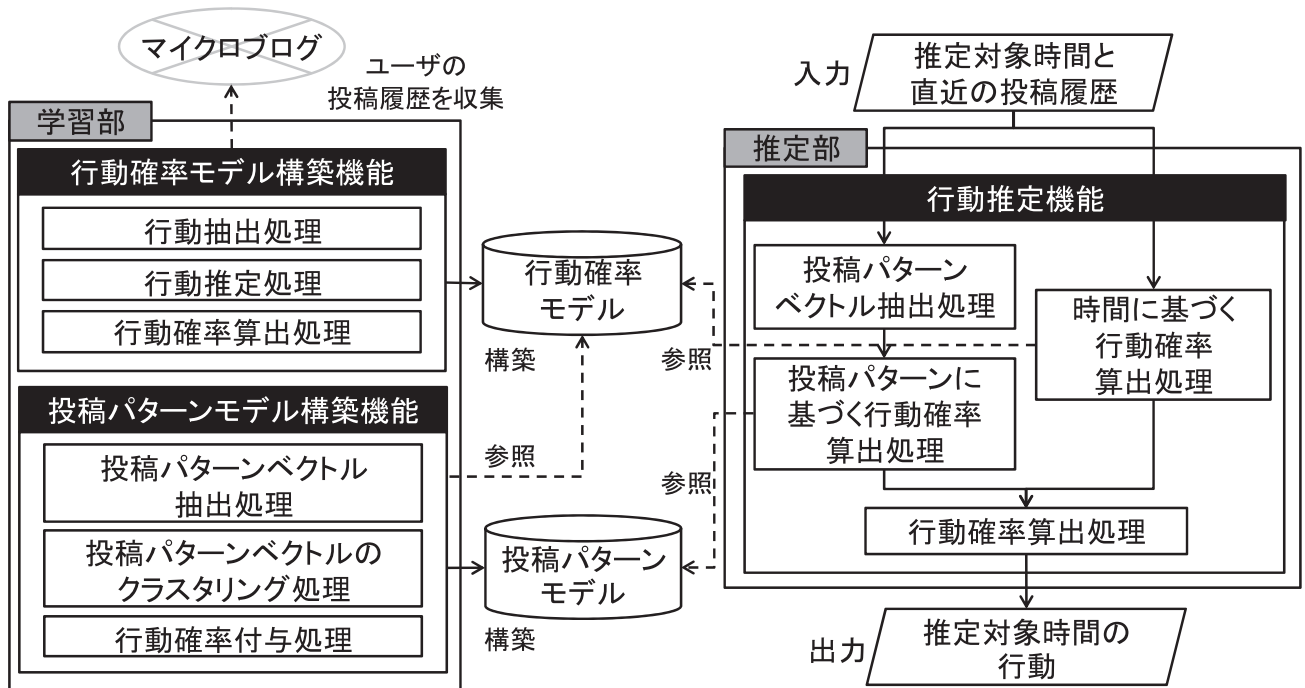 マイクロブログ
ユーザの
投稿履歴を収集
学習部
行動確率モデル構築機能
行動抽出処理
行動推定処理
行動確率算出処理
投稿パターンモデル構築機能
投稿パターンベクトル
抽出処理
投稿パターンベクトルの
クラスタリング処理
行動確率付与処理
行動確率
モデル
構築
参照
参照
参照
投稿パターン
モデル
構築
入力
推定対象時間と
直近の投稿履歴
推定部
行動推定機能
投稿パターン
ベクトル抽出処理
時間に基づく
行動確率
算出処理
投稿パターンに
基づく行動確率
算出処理
行動確率算出処理
出力
推定対象時間の
行動